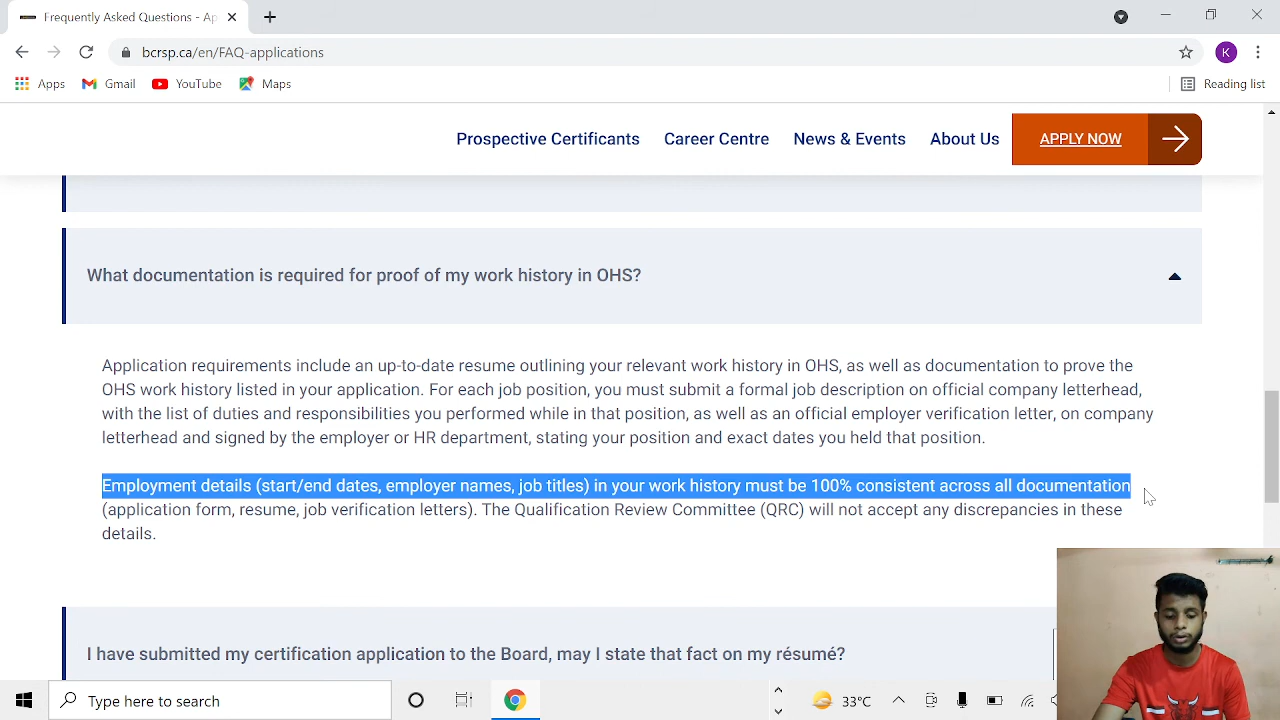 Frequently Asked Questions - Ap
bcrsp.ca/en/FAQ-applications
K
Apps Gmail YouTube Maps Reading list
Prospective Certificants Career Centre News & Events About Us APPLY NOW
What documentation is required for proof of my work history in OHS?
Application requirements include an up-to-date resume outlining your relevant work history in OHS, as well as documentation to prove the
OHS work history listed in your application. For each job position, you must submit a formal job description on official company letterhead,
with the list of duties and responsibilities you performed while in that position, as well as an official employer verification letter, on company
letterhead and signed by the employer or HR department, stating your position and exact dates you held that position.
Employment details (start/end dates, employer names, job titles) in your work history must be 100% consistent across all documentation
(application form, resume, job verification letters). The Qualification Review Committee (QRC) will not accept any discrepancies in these
details.
I have submitted my certification application to the Board, may I state that fact on my résumé?
Type here to search
33°C